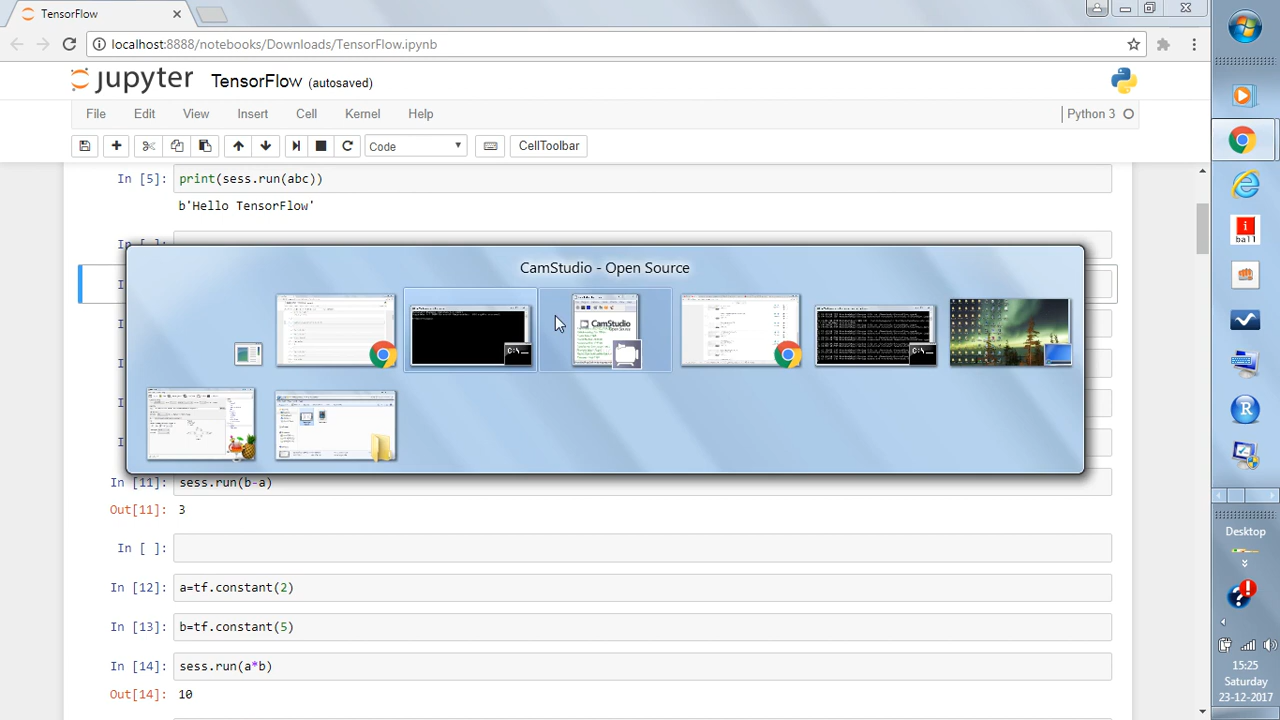 TensorFlow
localhost:8888/notebooks/Downloads/TensorFlow.ipynb
jupyter TensorFlow (autosaved)
File Edit View Insert Cell Kernel Help
Python 3
Code
CellToolbar
In [5]: print(sess.run(abc))
b'Hello TensorFlow'
In [ ]:
CamStudio - Open Source
CamStudio
C:\
C:\
In [11]: sess.run(b-a)
Out[11]: 3
In [ ]:
In [12]: a=tf.constant(2)
In [13]: b=tf.constant(5)
In [14]: sess.run(a*b)
Out[14]: 10
i
ball
R
Desktop
15:25
Saturday
23-12-2017